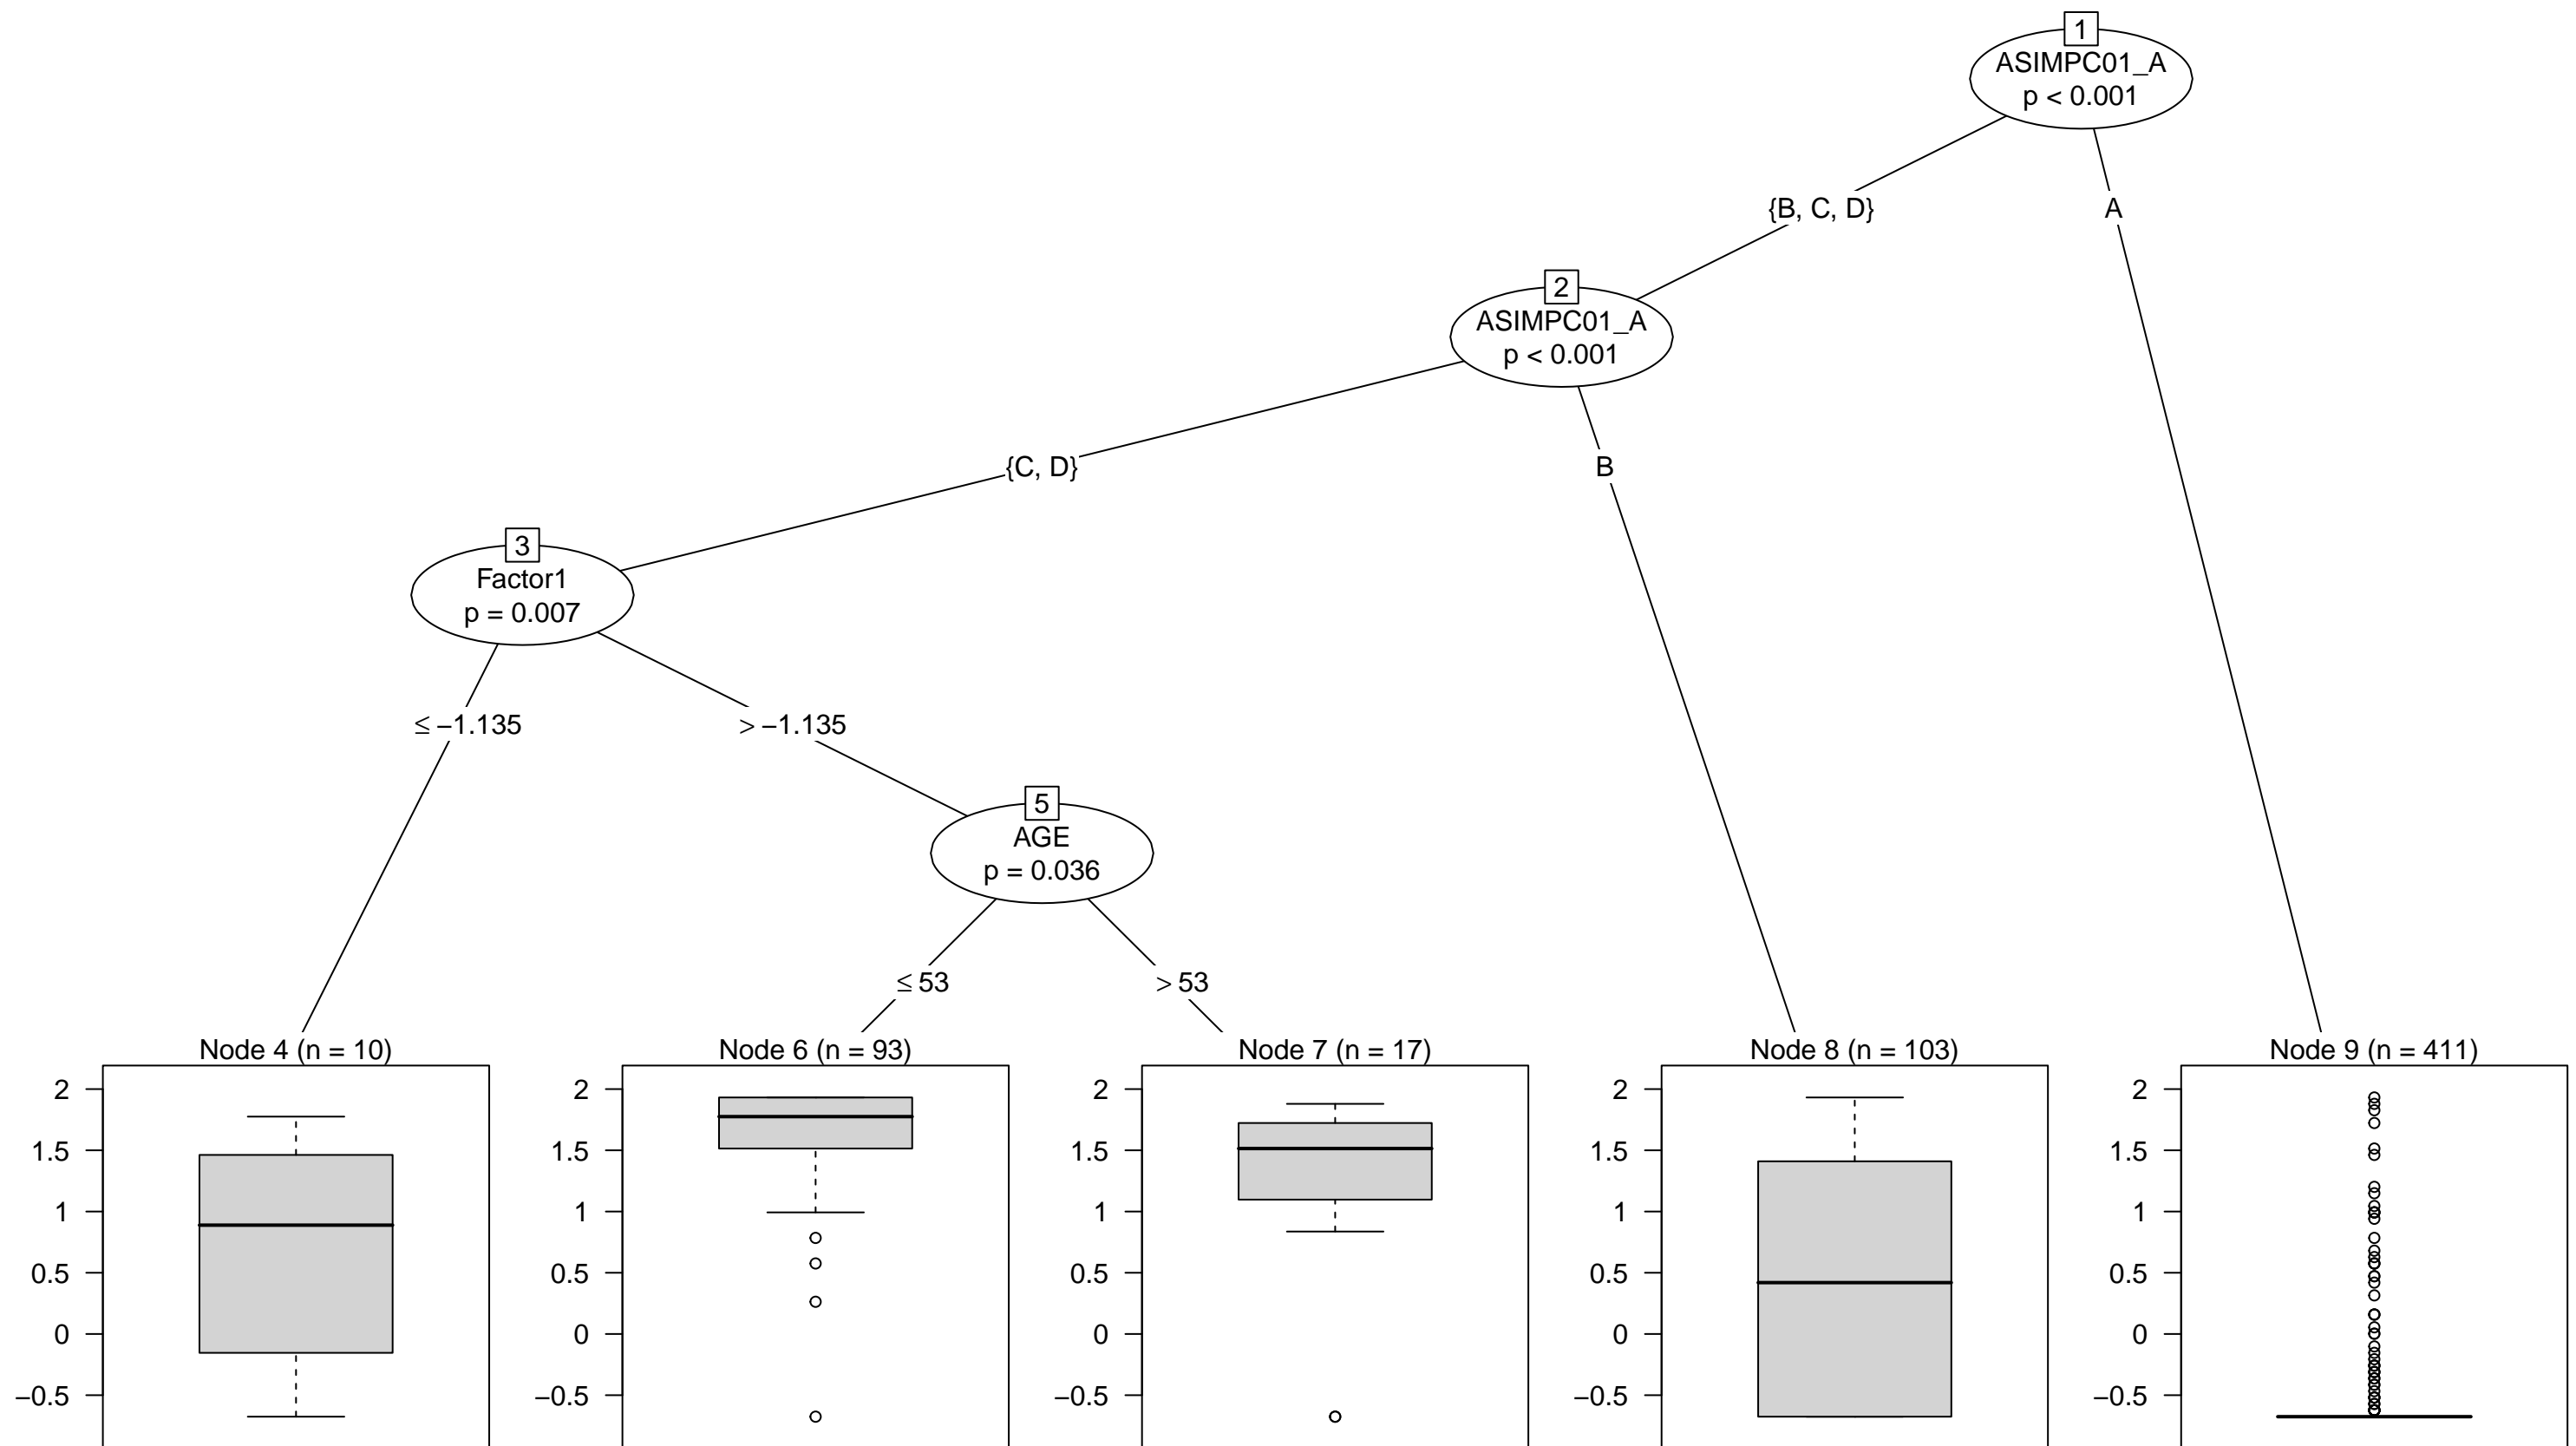 1
ASIMPC01_A
p < 0.001
{B, C, D}
A
2
ASIMPC01_A
p < 0.001
{C, D}
B
3
Factor1
p = 0.007
≤ −1.135
> −1.135
5
AGE
p = 0.036
≤ 53
> 53
Node 4 (n = 10)
2
1.5
1
0.5
0
−0.5
Node 6 (n = 93)
2
1.5
1
0.5
0
−0.5
Node 7 (n = 17)
2
1.5
1
0.5
0
−0.5
Node 8 (n = 103)
2
1.5
1
0.5
0
−0.5
Node 9 (n = 411)
2
1.5
1
0.5
0
−0.5